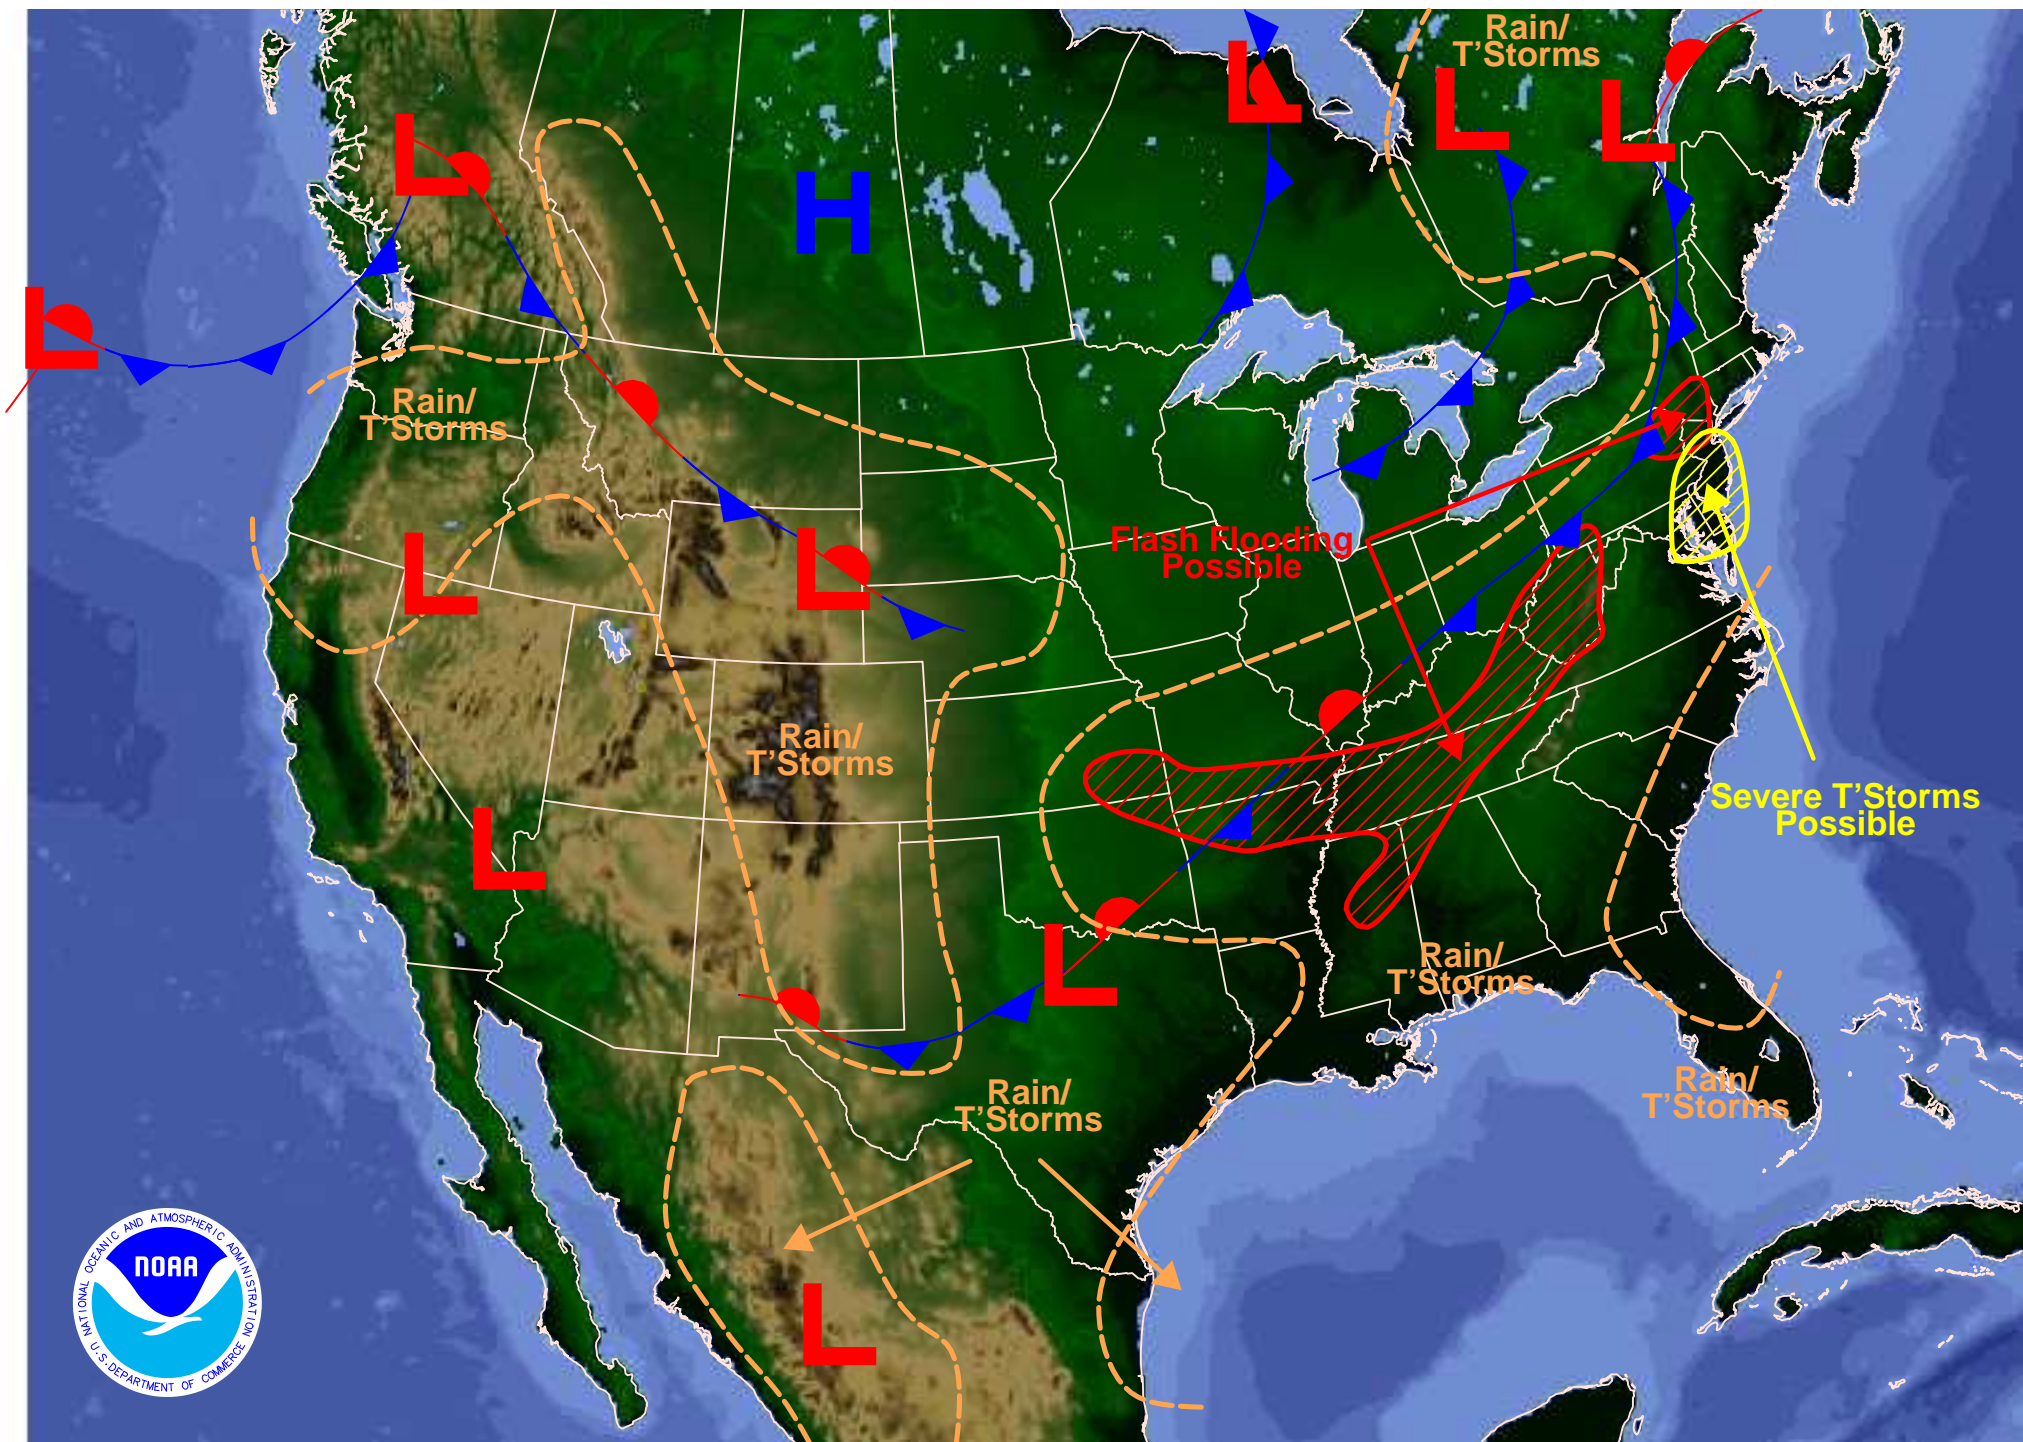 Rain/
T'Storms
L
L
L
L
L
H
Rain/
T'Storms
L
L
Flash Flooding
Possible
L
Rain/
T'Storms
Severe T'Storms
Possible
L
L
Rain/
T'Storms
Rain/
T'Storms
Rain/
T'Storms
L
NATIONAL OCEANIC AND ATMOSPHERIC ADMINISTRATION
NOAA
U.S. DEPARTMENT OF COMMERCE